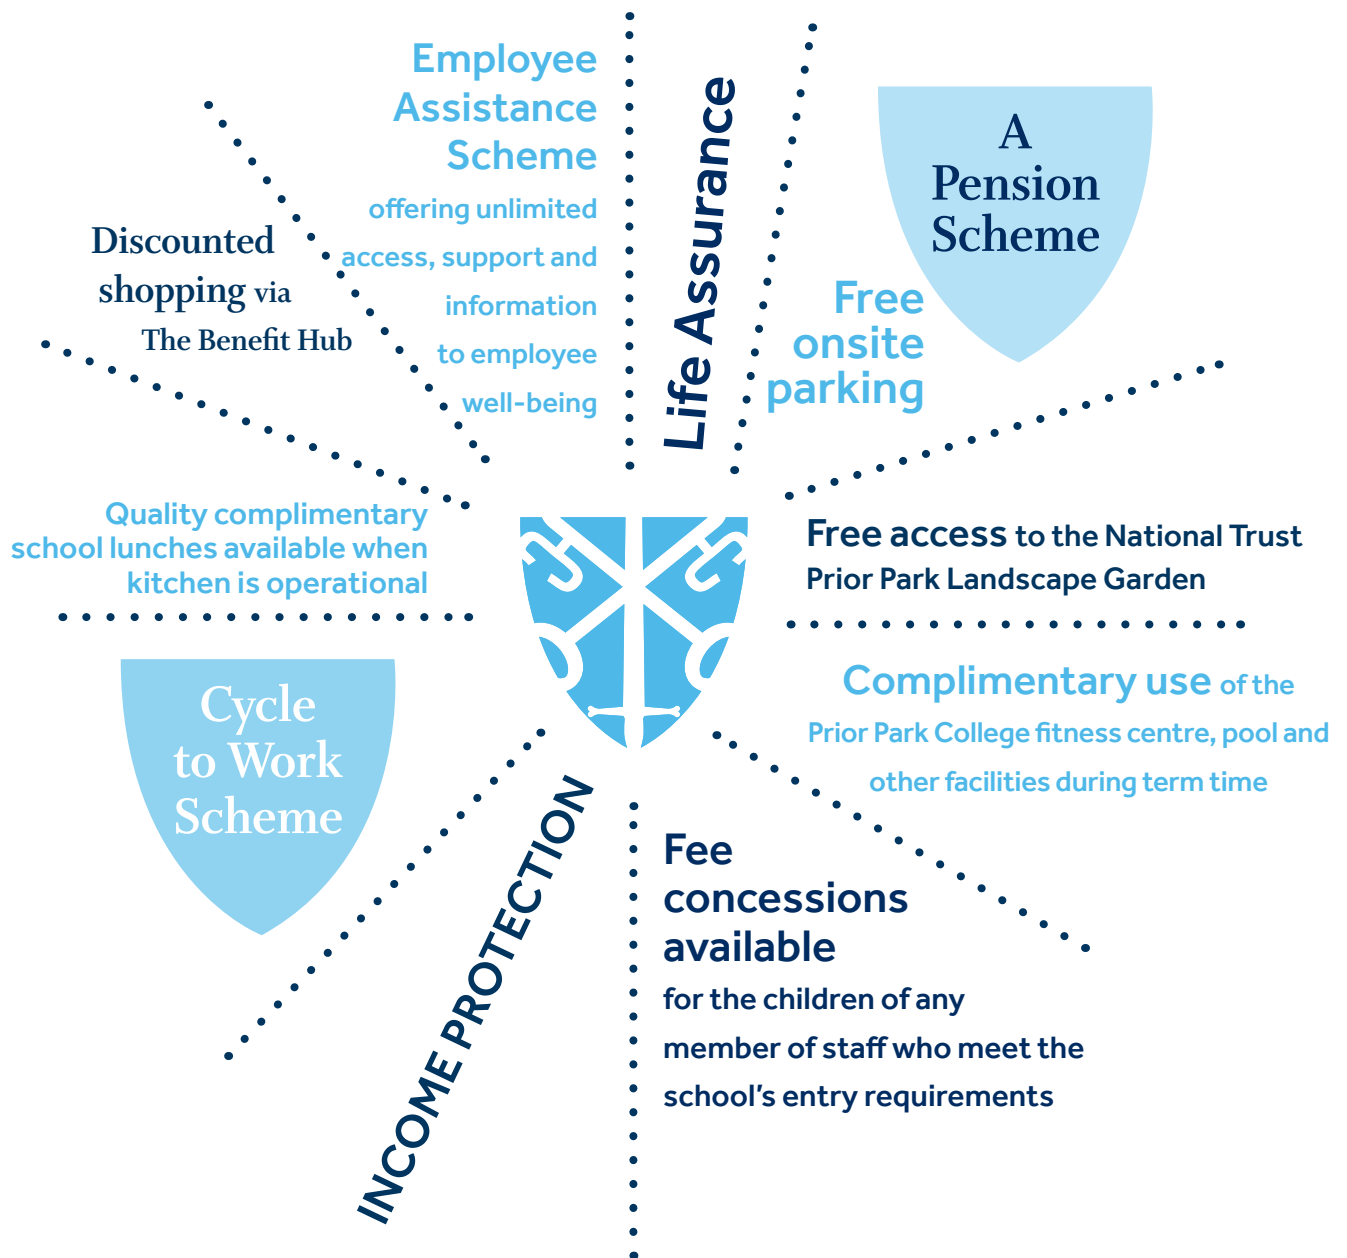 Employee
Assistance
Scheme
offering unlimited
access, support and
information
to employee
well-being
Life Assurance
A
Pension
Scheme
Free
onsite
parking
Discounted
shopping via
The Benefit Hub
Quality complimentary
school lunches available when
kitchen is operational
Free access to the National Trust
Prior Park Landscape Garden
Cycle
to Work
Scheme
Complimentary use of the
Prior Park College fitness centre, pool and
other facilities during term time
INCOME PROTECTION
Fee
concessions
available
for the children of any
member of staff who meet the
school’s entry requirements